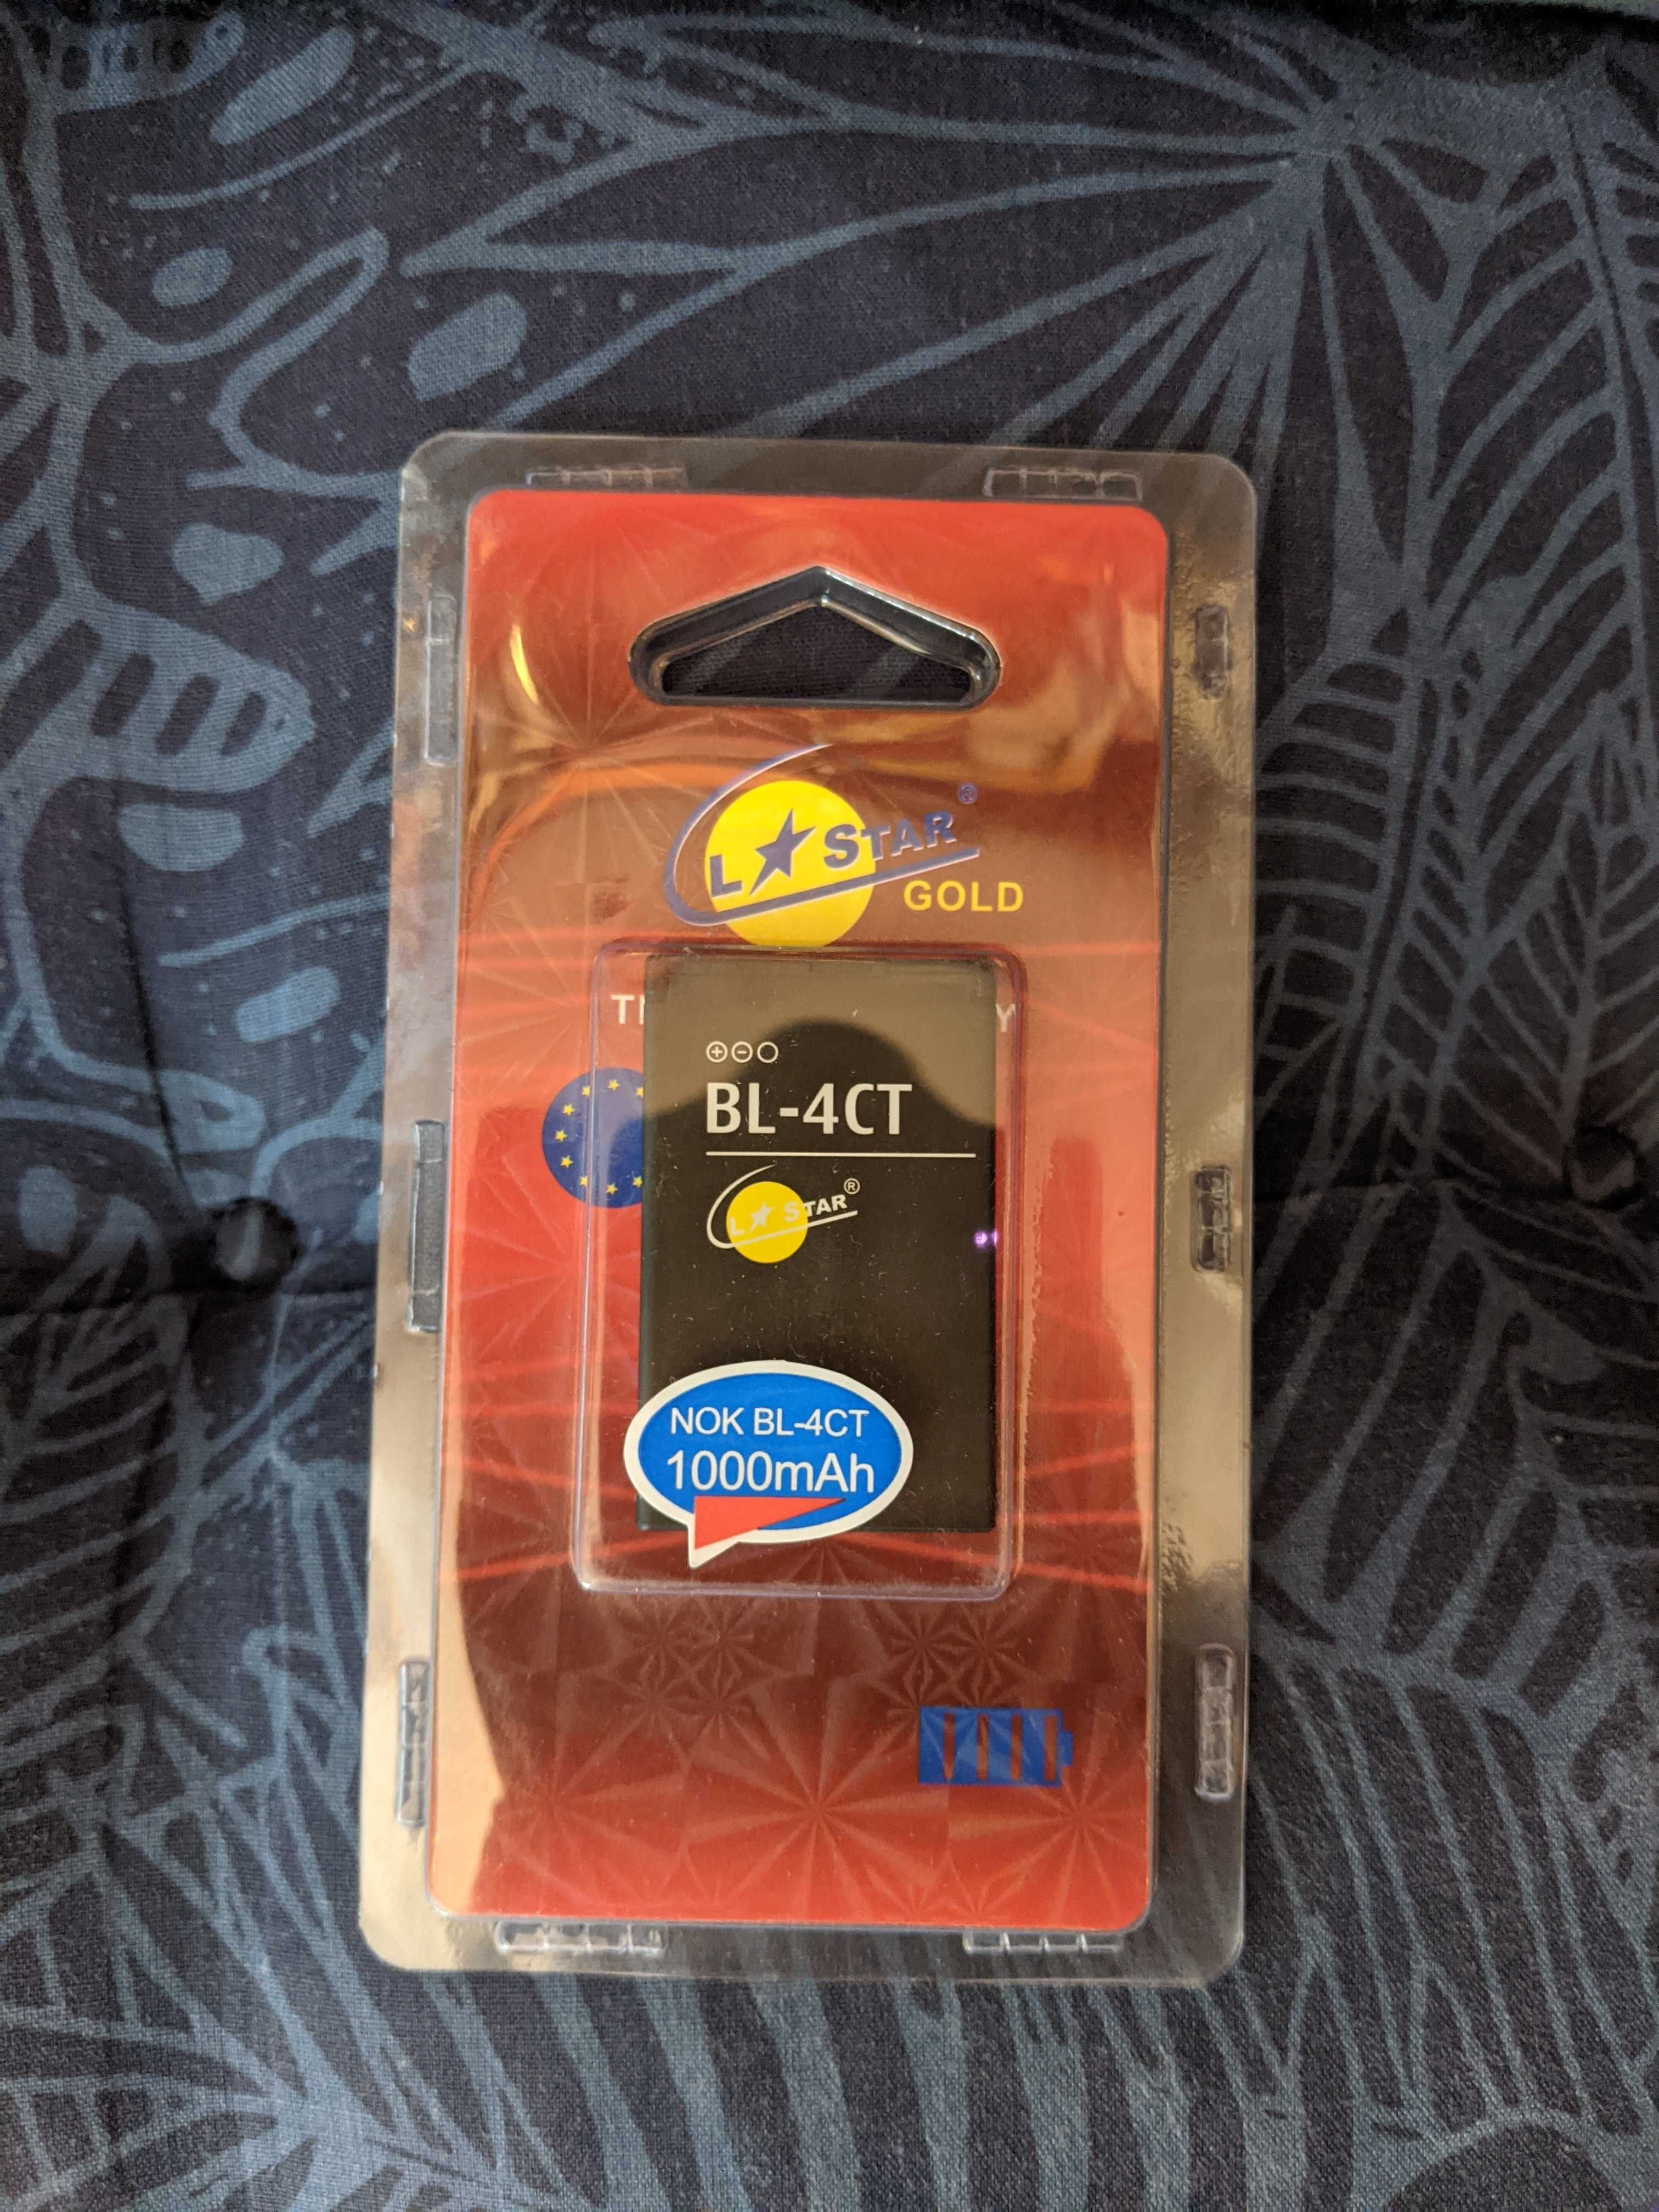 L★STAR®
GOLD
BL-4CT
L★STAR®
NOK BL-4CT
1000mAh